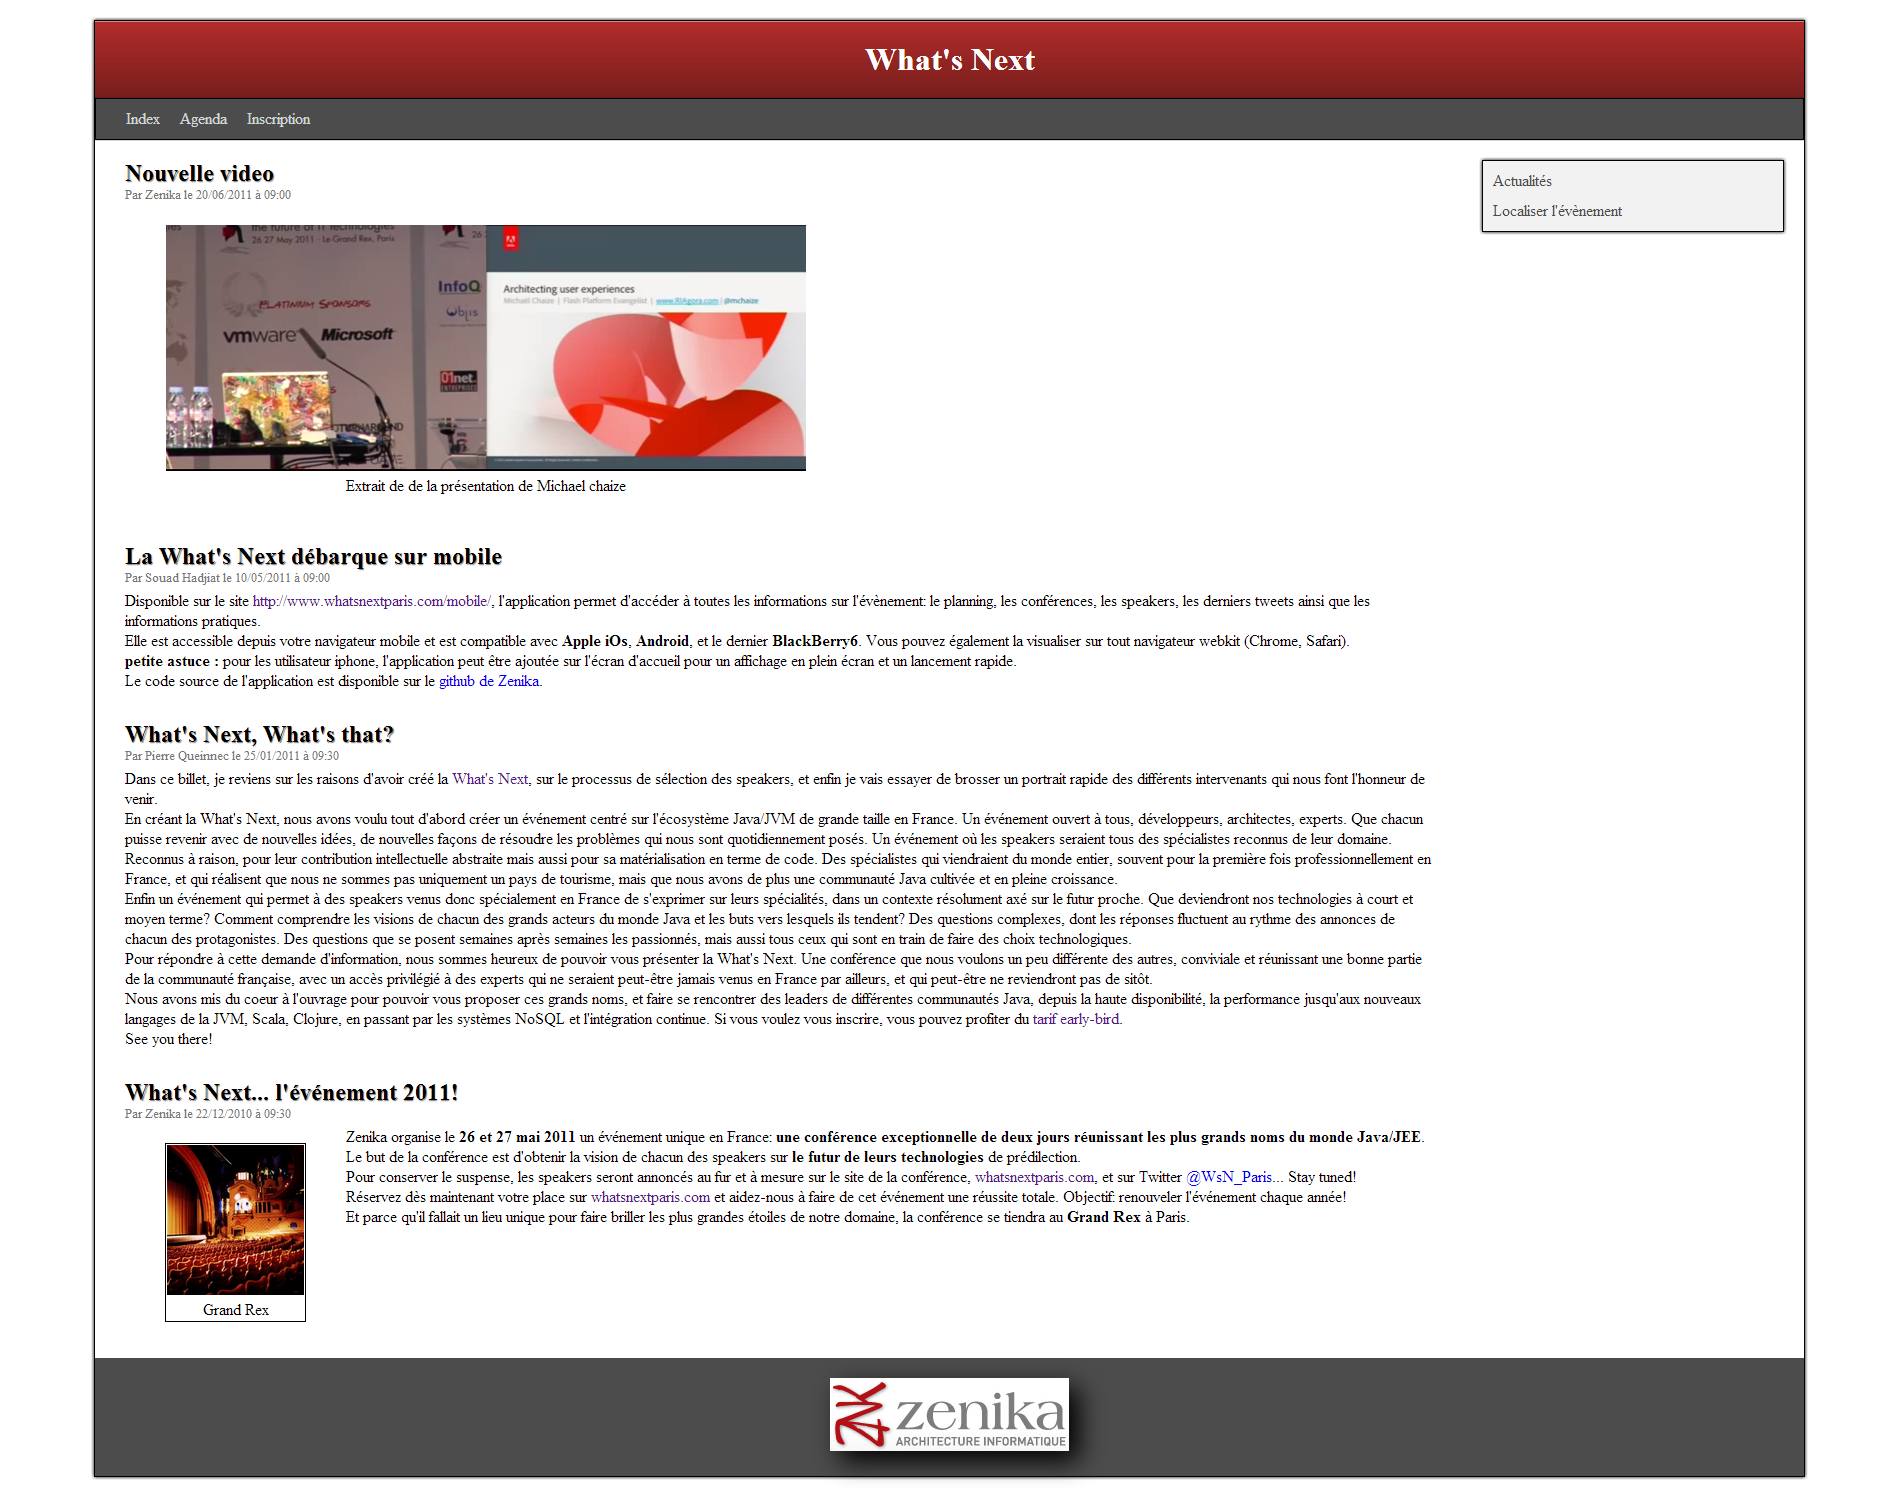 What's Next
Index Agenda Inscription
Nouvelle video
Par Zenika le 20/06/2011 à 09:00
Actualités
Localiser l'évènement
the future of IT Technologies
26 27 May 2011 - Le Grand Rex, Paris
PLATINIUM SPONSORS
vmware Microsoft
InfoQ
Objis
01net.
ENTREPRISES
Adobe
Architecting user experiences
Michaël Chaize | Flash Platform Evangelist | www.RIAgora.com | @mchaize
Extrait de de la présentation de Michael chaize
La What's Next débarque sur mobile
Par Souad Hadjiat le 10/05/2011 à 09:00
Disponible sur le site http://www.whatsnextparis.com/mobile/, l'application permet d'accéder à toutes les informations sur l'évènement: le planning, les conférences, les speakers, les derniers tweets ainsi que les
informations pratiques.
Elle est accessible depuis votre navigateur mobile et est compatible avec Apple iOs, Android, et le dernier BlackBerry6. Vous pouvez également la visualiser sur tout navigateur webkit (Chrome, Safari).
petite astuce : pour les utilisateur iphone, l'application peut être ajoutée sur l'écran d'accueil pour un affichage en plein écran et un lancement rapide.
Le code source de l'application est disponible sur le github de Zenika.
What's Next, What's that?
Par Pierre Queinnec le 25/01/2011 à 09:30
Dans ce billet, je reviens sur les raisons d'avoir créé la What's Next, sur le processus de sélection des speakers, et enfin je vais essayer de brosser un portrait rapide des différents intervenants qui nous font l'honneur de
venir.
En créant la What's Next, nous avons voulu tout d'abord créer un événement centré sur l'écosystème Java/JVM de grande taille en France. Un événement ouvert à tous, développeurs, architectes, experts. Que chacun
puisse revenir avec de nouvelles idées, de nouvelles façons de résoudre les problèmes qui nous sont quotidiennement posés. Un événement où les speakers seraient tous des spécialistes reconnus de leur domaine.
Reconnus à raison, pour leur contribution intellectuelle abstraite mais aussi pour sa matérialisation en terme de code. Des spécialistes qui viendraient du monde entier, souvent pour la première fois professionnellement en
France, et qui réalisent que nous ne sommes pas uniquement un pays de tourisme, mais que nous avons de plus une communauté Java cultivée et en pleine croissance.
Enfin un événement qui permet à des speakers venus donc spécialement en France de s'exprimer sur leurs spécialités, dans un contexte résolument axé sur le futur proche. Que deviendront nos technologies à court et
moyen terme? Comment comprendre les visions de chacun des grands acteurs du monde Java et les buts vers lesquels ils tendent? Des questions complexes, dont les réponses fluctuent au rythme des annonces de
chacun des protagonistes. Des questions que se posent semaines après semaines les passionnés, mais aussi tous ceux qui sont en train de faire des choix technologiques.
Pour répondre à cette demande d'information, nous sommes heureux de pouvoir vous présenter la What's Next. Une conférence que nous voulons un peu différente des autres, conviviale et réunissant une bonne partie
de la communauté française, avec un accès privilégié à des experts qui ne seraient peut-être jamais venus en France par ailleurs, et qui peut-être ne reviendront pas de sitôt.
Nous avons mis du coeur à l'ouvrage pour pouvoir vous proposer ces grands noms, et faire se rencontrer des leaders de différentes communautés Java, depuis la haute disponibilité, la performance jusqu'aux nouveaux
langages de la JVM, Scala, Clojure, en passant par les systèmes NoSQL et l'intégration continue. Si vous voulez vous inscrire, vous pouvez profiter du tarif early-bird.
See you there!
What's Next... l'événement 2011!
Par Zenika le 22/12/2010 à 09:30
Zenika organise le 26 et 27 mai 2011 un événement unique en France: une conférence exceptionnelle de deux jours réunissant les plus grands noms du monde Java/JEE.
Le but de la conférence est d'obtenir la vision de chacun des speakers sur le futur de leurs technologies de prédilection.
Pour conserver le suspense, les speakers seront annoncés au fur et à mesure sur le site de la conférence, whatsnextparis.com, et sur Twitter @WsN_Paris... Stay tuned!
Réservez dès maintenant votre place sur whatsnextparis.com et aidez-nous à faire de cet événement une réussite totale. Objectif: renouveler l'événement chaque année!
Et parce qu'il fallait un lieu unique pour faire briller les plus grandes étoiles de notre domaine, la conférence se tiendra au Grand Rex à Paris.
Grand Rex
zenika
ARCHITECTURE INFORMATIQUE